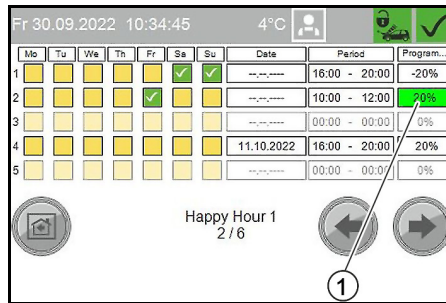 Fr 30.09.2022 10:34:45 4°C
Mo Tu We Th Fr Sa Su Date Period Program...
1 --.--.---- 16:00 - 20:00 -20%
2 --.--.---- 10:00 - 12:00 20%
3 --.--.---- 00:00 - 00:00 0%
4 11.10.2022 16:00 - 20:00 20%
5 --.--.---- 00:00 - 00:00 0%
Happy Hour 1
2 / 6
1